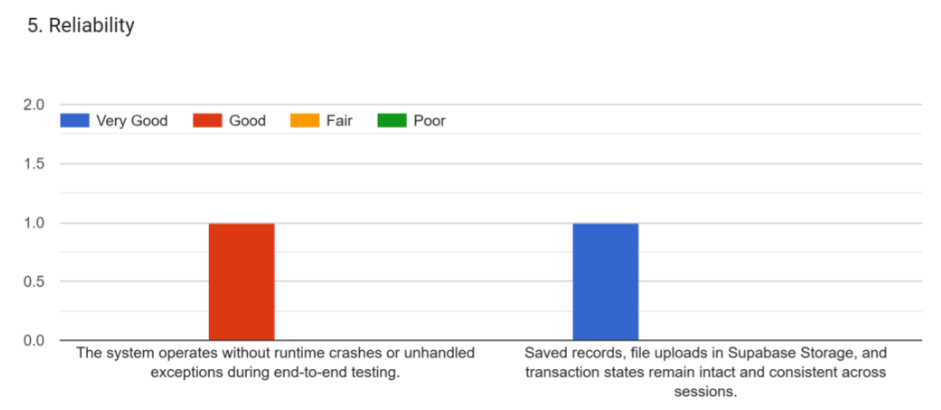 5. Reliability
2.0
Very Good Good Fair Poor
1.5
1.0
0.5
0.0
The system operates without runtime crashes or unhandled
exceptions during end-to-end testing.
Saved records, file uploads in Supabase Storage, and
transaction states remain intact and consistent across
sessions.